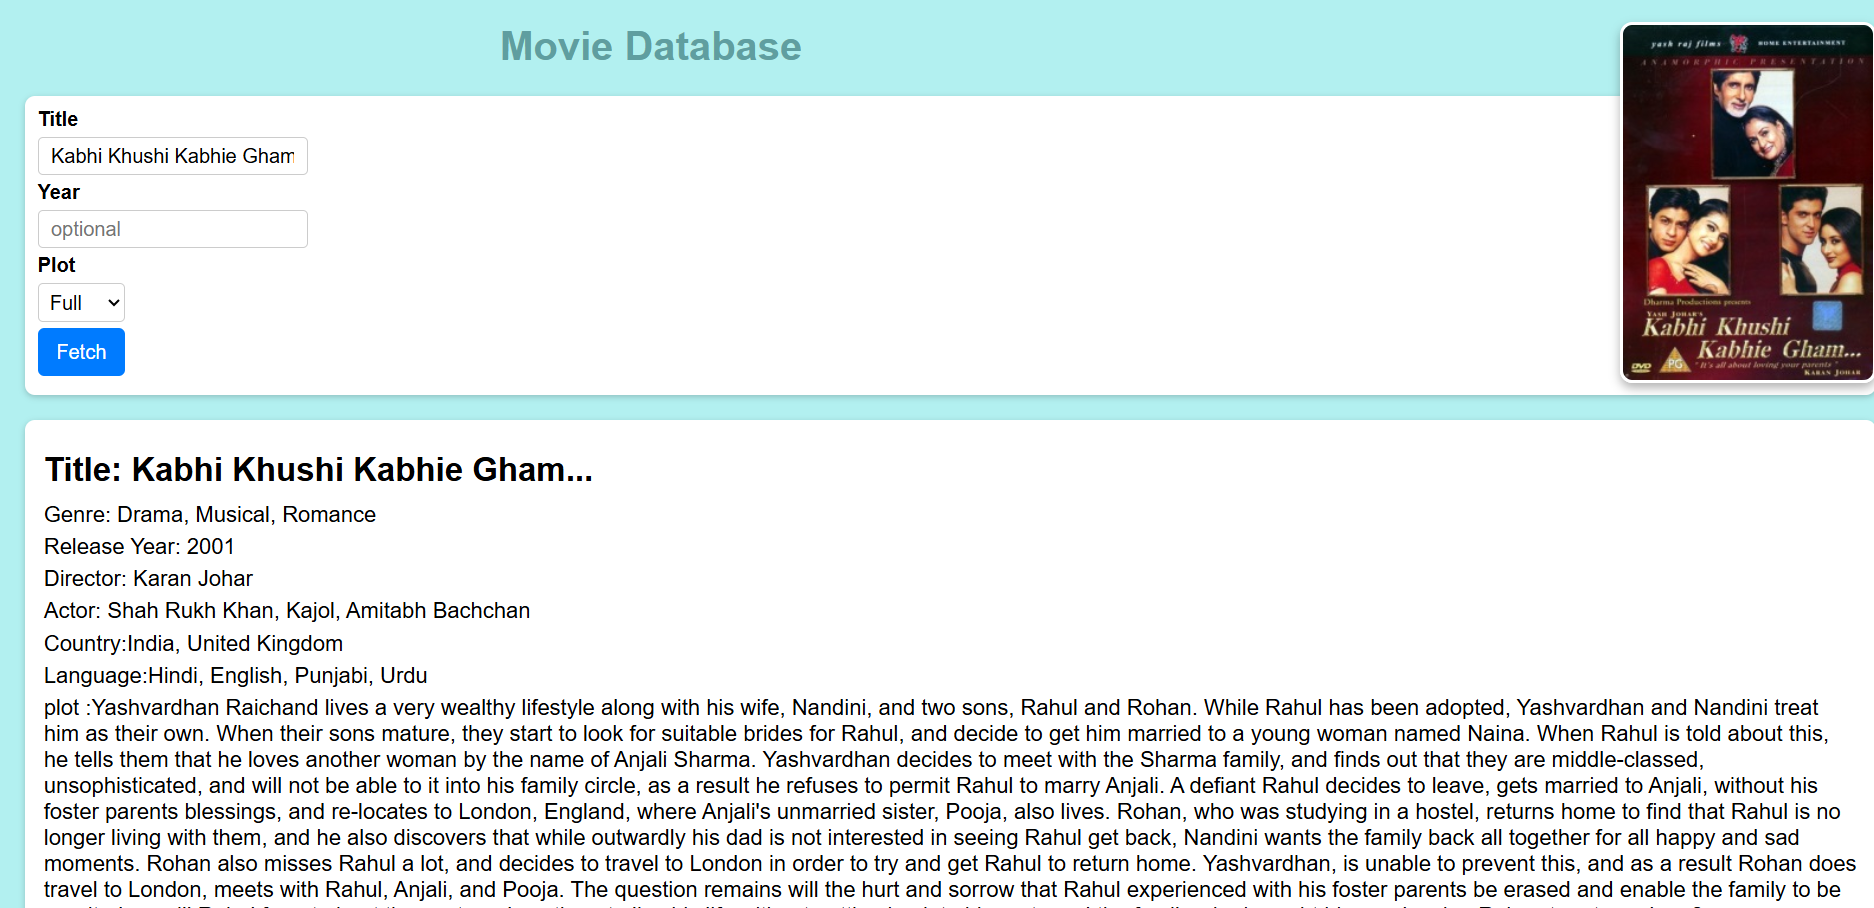 Movie Database
Title
Kabhi Khushi Kabhie Gham
Year
optional
Plot
Full
Fetch
yash raj films HOME ENTERTAINMENT
ANAMORPHIC PRESENTATION
Dharma Productions presents
YASH JOHAR'S
Kabhi Khushi
Kabhie Gham...
DVD PG "It's all about loving your parents"
KARAN JOHAR
Title: Kabhi Khushi Kabhie Gham...
Genre: Drama, Musical, Romance
Release Year: 2001
Director: Karan Johar
Actor: Shah Rukh Khan, Kajol, Amitabh Bachchan
Country:India, United Kingdom
Language:Hindi, English, Punjabi, Urdu
plot :Yashvardhan Raichand lives a very wealthy lifestyle along with his wife, Nandini, and two sons, Rahul and Rohan. While Rahul has been adopted, Yashvardhan and Nandini treat
him as their own. When their sons mature, they start to look for suitable brides for Rahul, and decide to get him married to a young woman named Naina. When Rahul is told about this,
he tells them that he loves another woman by the name of Anjali Sharma. Yashvardhan decides to meet with the Sharma family, and finds out that they are middle-classed,
unsophisticated, and will not be able to it into his family circle, as a result he refuses to permit Rahul to marry Anjali. A defiant Rahul decides to leave, gets married to Anjali, without his
foster parents blessings, and re-locates to London, England, where Anjali's unmarried sister, Pooja, also lives. Rohan, who was studying in a hostel, returns home to find that Rahul is no
longer living with them, and he also discovers that while outwardly his dad is not interested in seeing Rahul get back, Nandini wants the family back all together for all happy and sad
moments. Rohan also misses Rahul a lot, and decides to travel to London in order to try and get Rahul to return home. Yashvardhan, is unable to prevent this, and as a result Rohan does
travel to London, meets with Rahul, Anjali, and Pooja. The question remains will the hurt and sorrow that Rahul experienced with his foster parents be erased and enable the family to be